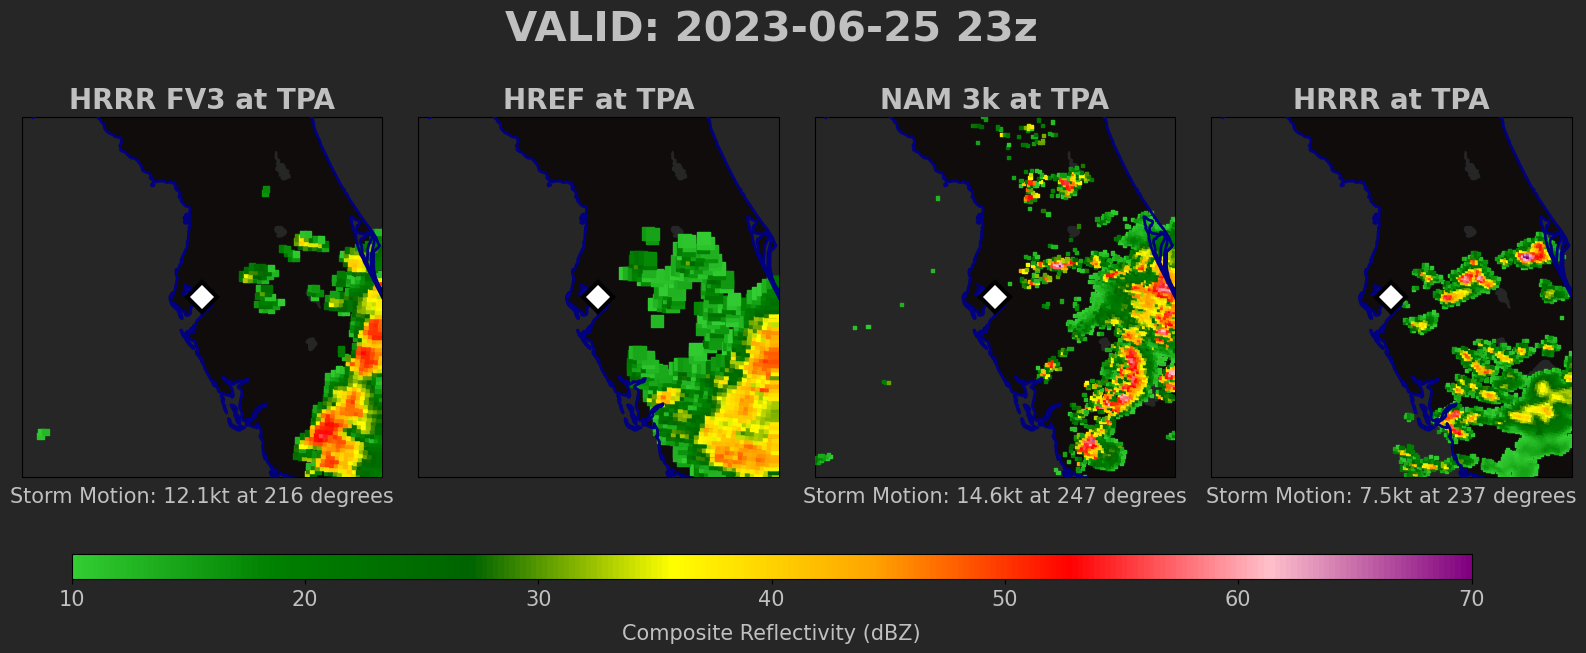 VALID: 2023-06-25 23z
HRRR FV3 at TPA
HREF at TPA
NAM 3k at TPA
HRRR at TPA
Storm Motion: 12.1kt at 216 degrees
Storm Motion: 14.6kt at 247 degrees
Storm Motion: 7.5kt at 237 degrees
10 20 30 40 50 60 70
Composite Reflectivity (dBZ)